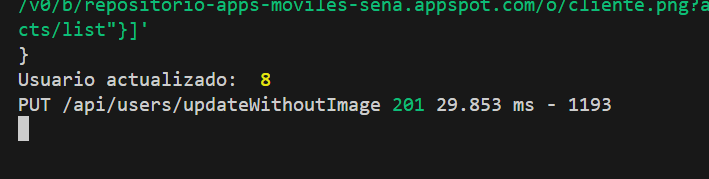 /v0/b/repositorio-apps-moviles-sena.appspot.com/o/cliente.png?a
cts/list"}]'
}
Usuario actualizado:  8
PUT /api/users/updateWithoutImage 201 29.853 ms - 1193